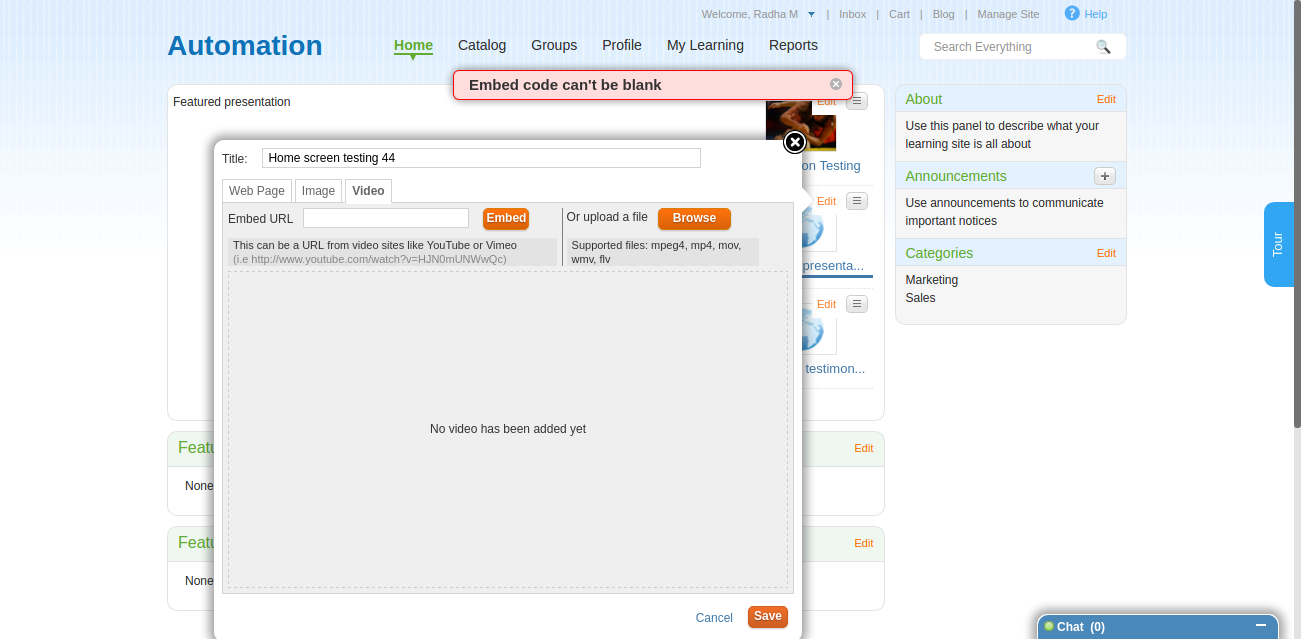 Welcome, Radha M | Inbox | Cart | Blog | Manage Site ? Help
Automation
Home Catalog Groups Profile My Learning Reports
Search Everything
Embed code can't be blank
Featured presentation
Edit
on Testing
Edit
presenta...
Edit
testimon...
Title: Home screen testing 44
Web Page Image Video
Embed URL Embed Or upload a file Browse
This can be a URL from video sites like YouTube or Vimeo
(i.e http://www.youtube.com/watch?v=HJN0mUNWwQc)
Supported files: mpeg4, mp4, mov,
wmv, flv
No video has been added yet
Cancel Save
Featu Edit
None
Featu Edit
None
About Edit
Use this panel to describe what your
learning site is all about
Announcements +
Use announcements to communicate
important notices
Categories Edit
Marketing
Sales
Tour
Chat (0)